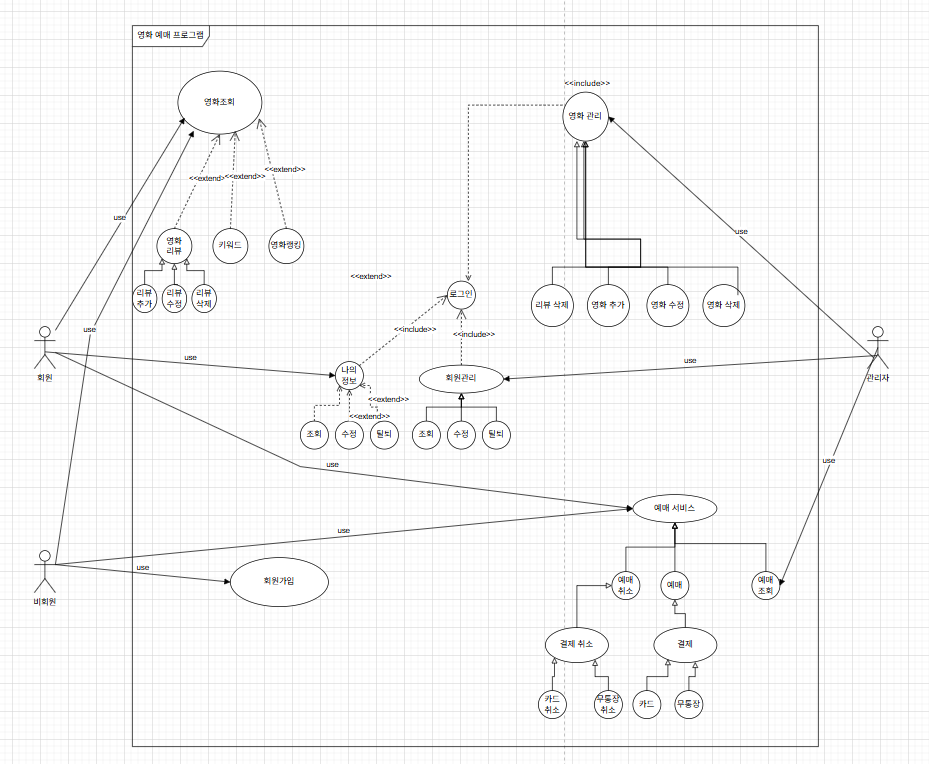 영화 예매 프로그램
<<include>>
영화조회
영화 관리
<<extend>
<<extend>>
<<extend>>
use
use
영화
리뷰
키워드
영화랭킹
<<extend>>
리뷰
추가
리뷰
수정
리뷰
삭제
로그인
리뷰 삭제
영화 추가
영화 수정
영화 삭제
use
<<include>>
<<include>>
회원
use
나의
정보
회원관리
use
관리자
<<extend>>
<<extend>>
조회
수정
탈퇴
조회
수정
탈퇴
use
use
예매 서비스
use
비회원
use
회원가입
예매
취소
예매
예매
조회
결제 취소
결제
카드
취소
무통장
취소
카드
무통장